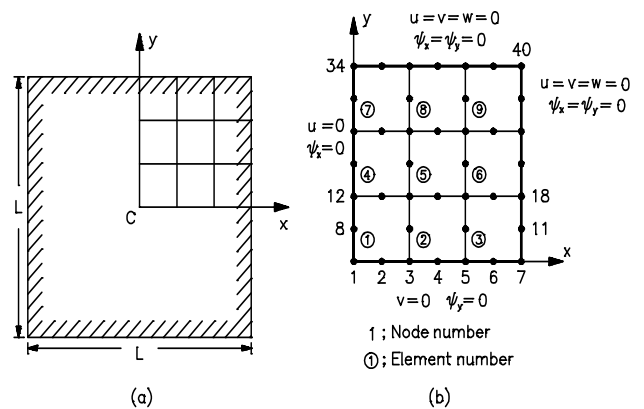 y
L
C
x
L
(a)
y
u=v=w=0
ψx=ψy=0
34
40
u=v=w=0
ψx=ψy=0
⑦ ⑧ ⑨
u=0
ψx=0
④ ⑤ ⑥
12
18
8
11
① ② ③
x
1 2 3 4 5 6 7
v=0 ψy=0
1 ; Node number
① ; Element number
(b)